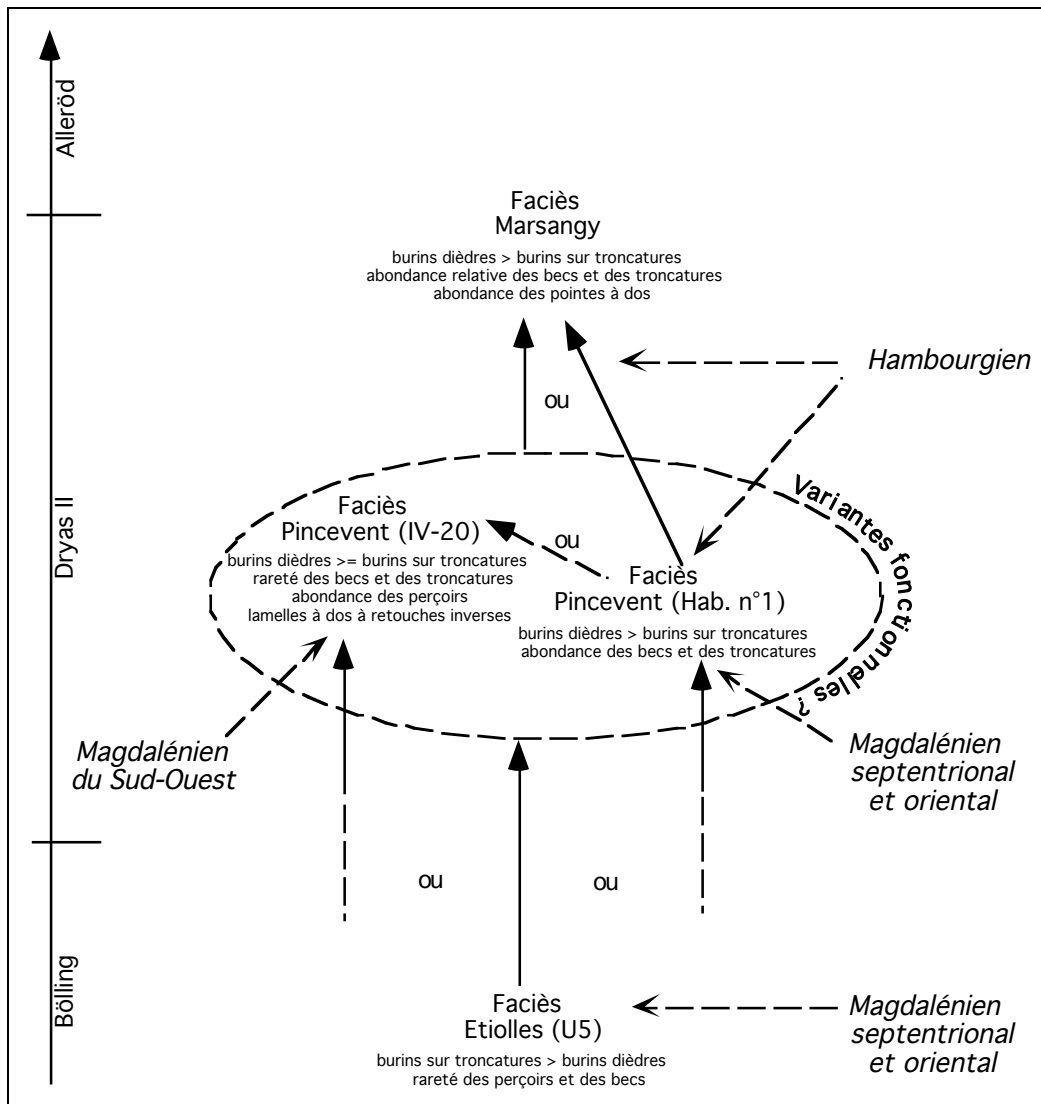 Alleröd
Faciès
Marsangy
burins dièdres > burins sur troncatures
abondance relative des becs et des troncatures
abondance des pointes à dos
Hambourgien
ou
Dryas II
Variantes fonctionnelles ?
Faciès
Pincevent (IV-20)
burins dièdres >= burins sur troncatures
rareté des becs et des troncatures
abondance des perçoirs
lamelles à dos à retouches inverses
ou
Faciès
Pincevent (Hab. n°1)
burins dièdres > burins sur troncatures
abondance des becs et des troncatures
Magdalénien
du Sud-Ouest
Magdalénien
septentrional
et oriental
ou
ou
Bölling
Faciès
Etiolles (U5)
burins sur troncatures > burins dièdres
rareté des perçoirs et des becs
Magdalénien
septentrional
et oriental